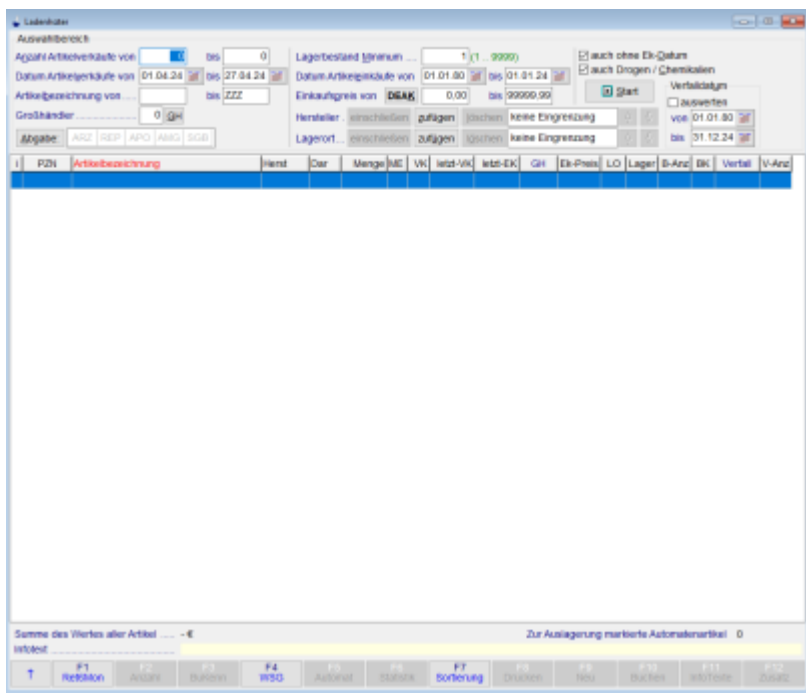 Ladenhüter
Auswahlbereich
Anzahl Artikelverkäufe von 0 bis 0 Lagerbestand Minimum .... 1 (1 ... 9999) auch ohne Ek-Datum
Datum Artikelverkäufe von 01.04.24 bis 27.04.24 Datum Artikeleinkäufe von 01.01.80 bis 01.01.24 auch Drogen / Chemikalien
Artikelbezeichnung von .... bis ZZZ Einkaufspreis von DEAK 0,00 bis 99999,99 Start Verfalldatum
auswerten
Großhändler 0 GH Hersteller . einschließen zufügen löschen keine Eingrenzung von 01.01.80
Abgabe: ARZ REP APO AMG SGB Lagerort... einschließen zufügen löschen keine Eingrenzung bis 31.12.24
PZN Artikelbezeichnung Herst Dar Menge ME VK letzt-VK letzt-EK GH Ek-Preis LO Lager B-Anz BK Verfall V-Anz
Summe des Wertes aller Artikel ..... - € Zur Auslagerung markierte Automatenartikel 0
Infotext
F1 F2 F3 F4 F5 F6 F7 F8 F9 F10 F11 F12
Anzahl WSG Automat Statistik Sortierung Drucken Neu Buchen Infotexte Zusatz